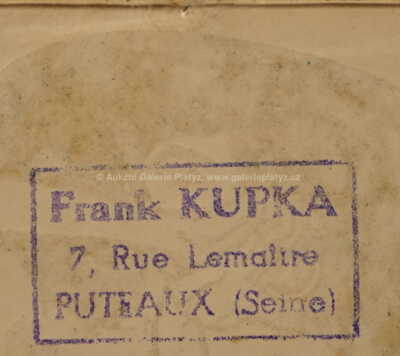 © Aukční Galerie Platýz, www.galerieplatyz.cz
Frank KUPKA
7, Rue Lemaître
PUTEAUX (Seine)